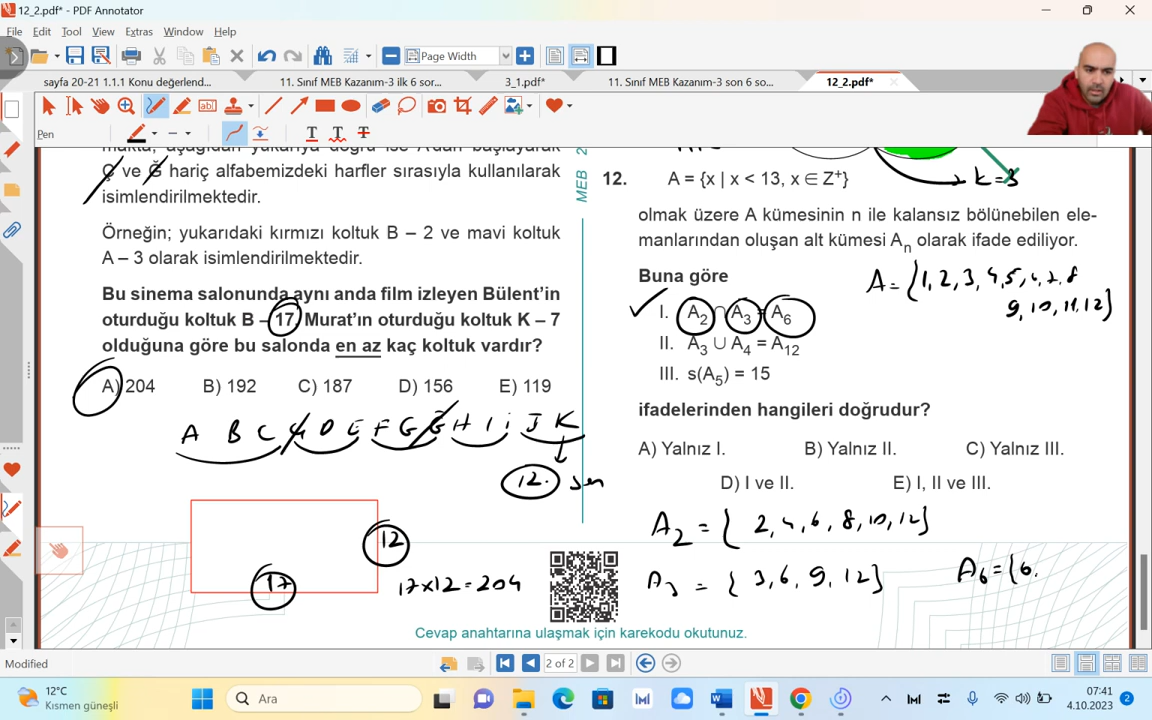 12_2.pdf* - PDF Annotator
File Edit Tool View Extras Window Help
Page Width
sayfa 20-21 1.1.1 Konu değerlend...
11. Sınıf MEB Kazanım-3 ilk 6 sor...
3_1.pdf*
11. Sınıf MEB Kazanım-3 son 6 so...
12_2.pdf*
Pen
Ç ve Ğ hariç alfabemizdeki harfler sırasıyla kullanılarak
isimlendirilmektedir.
Örneğin; yukarıdaki kırmızı koltuk B – 2 ve mavi koltuk
A – 3 olarak isimlendirilmektedir.
Bu sinema salonunda aynı anda film izleyen Bülent'in
oturduğu koltuk B – 17, Murat'ın oturduğu koltuk K – 7
olduğuna göre bu salonda en az kaç koltuk vardır?
A) 204 B) 192 C) 187 D) 156 E) 119
A B C Ç D E F G Ğ H I i J K
12.
17
12
17x12=204
MEB 2
k=3
12. A = {x | x < 13, x ∈ Z⁺}
olmak üzere A kümesinin n ile kalansız bölünebilen ele-
manlarından oluşan alt kümesi Aₙ olarak ifade ediliyor.
Buna göre
A = {1, 2, 3, 4, 5, 6, 7, 8
9, 10, 11, 12}
I. A₂ ∩ A₃ = A₆
II. A₃ ∪ A₄ = A₁₂
III. s(A₅) = 15
ifadelerinden hangileri doğrudur?
A) Yalnız I. B) Yalnız II. C) Yalnız III.
D) I ve II. E) I, II ve III.
A₂ = { 2, 4, 6, 8, 10, 12}
A₃ = { 3, 6, 9, 12}
A₆ = {6,
Cevap anahtarına ulaşmak için karekodu okutunuz.
Modified
2 of 2
12°C
Kısmen güneşli
Ara
07:41
4.10.2023
2